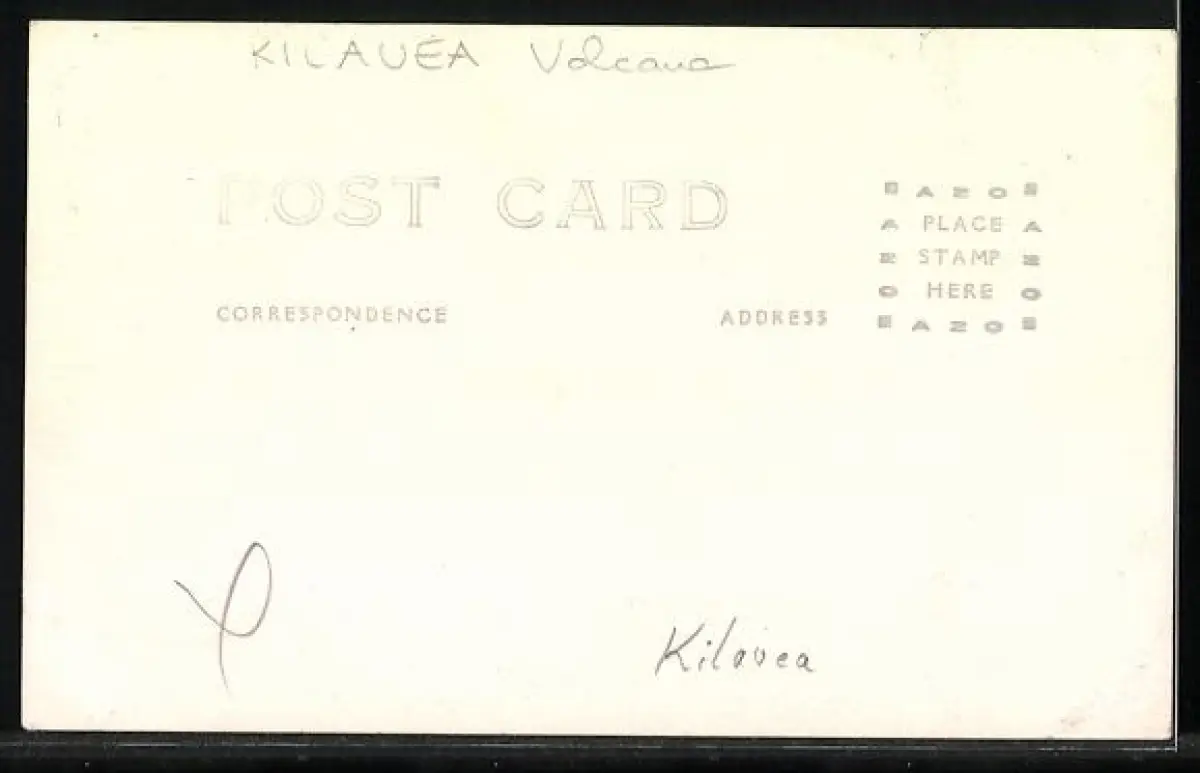 KILAUEA Volcano
POST CARD
AZO
A PLACE A
Z STAMP Z
O HERE O
AZO
CORRESPONDENCE
ADDRESS
Kilauea